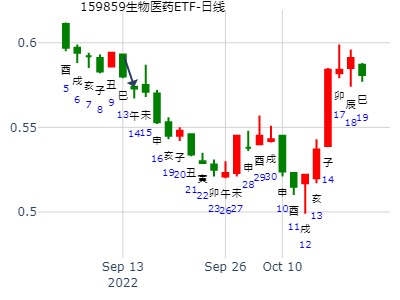 159859生物医药ETF-日线
0.6
0.55
0.5
酉 戌 亥 子 丑 巳 午 未 申 亥 子 丑 寅 卯 午 未 申 酉 戌 申 酉 戌 亥 子 卯 辰 巳
5 6 7 8 9 13 14 15 16 19 20 21 22 23 26 27 28 29 30 10 11 12 13 14 17 18 19
Sep 13 Sep 26 Oct 10
2022